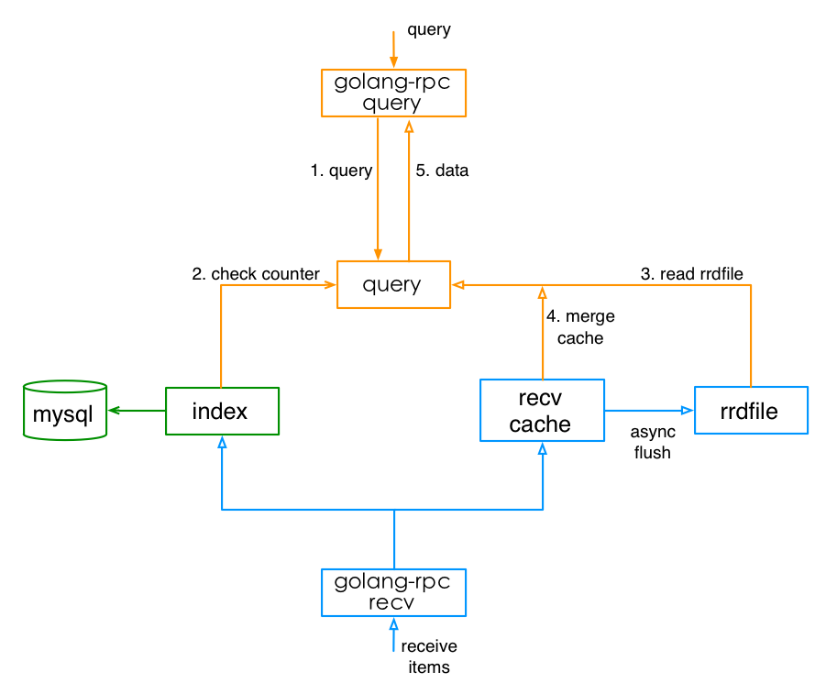 query
golang-rpc
query
1. query
5. data
2. check counter
3. read rrdfile
query
4. merge
cache
mysql
index
recv
cache
rrdfile
async
flush
golang-rpc
recv
receive
items